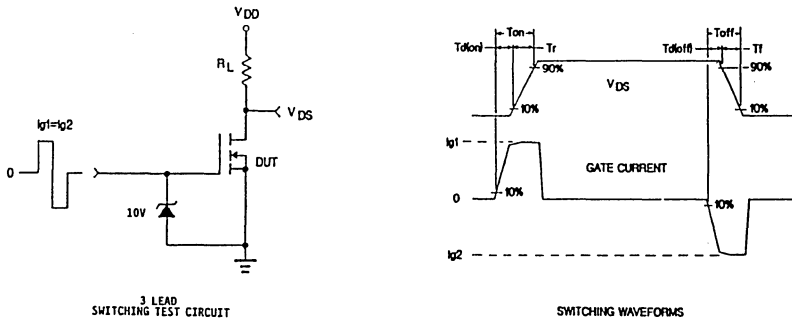 VDD
RL
VDS
Ig1=Ig2
0
DUT
10V
3 LEAD
SWITCHING TEST CIRCUIT
Ton
Toff
Td(on)
Tr
Td(off)
Tf
90%
90%
VDS
10%
10%
Ig1
GATE CURRENT
10%
0
10%
Ig2
SWITCHING WAVEFORMS